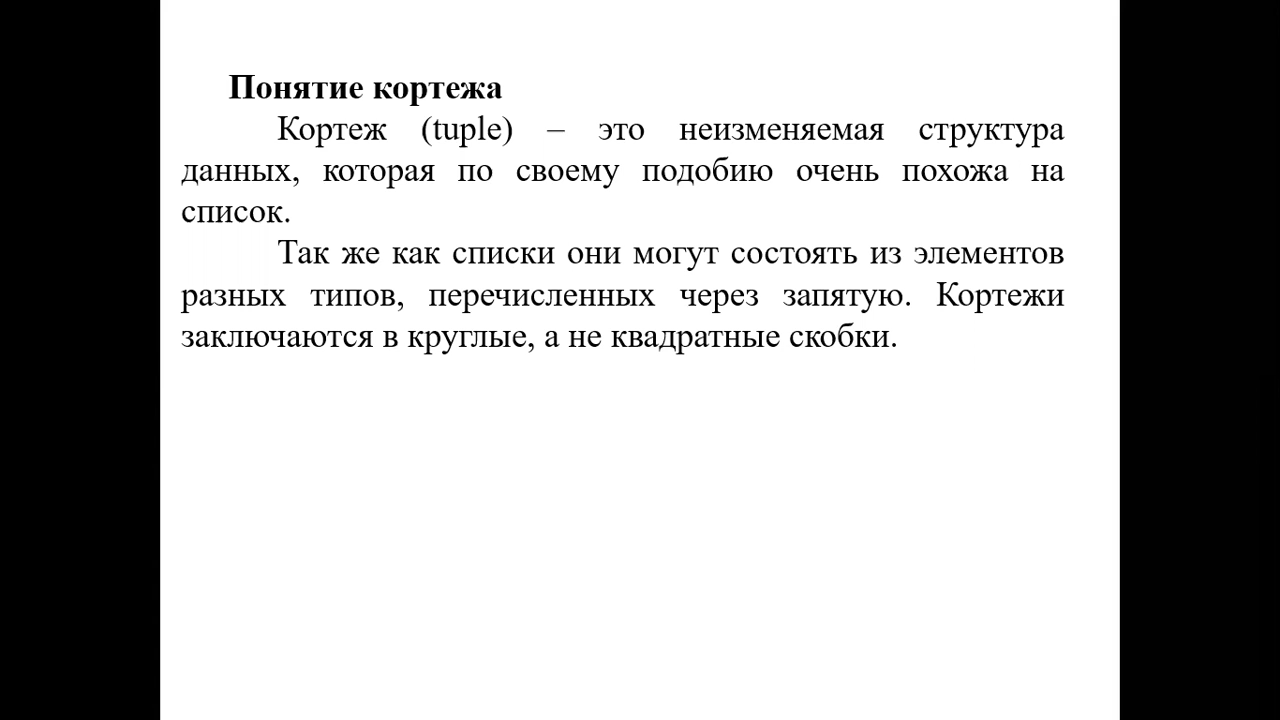 Понятие кортежа
Кортеж (tuple) – это неизменяемая структура
данных, которая по своему подобию очень похожа на
список.
Так же как списки они могут состоять из элементов
разных типов, перечисленных через запятую. Кортежи
заключаются в круглые, а не квадратные скобки.